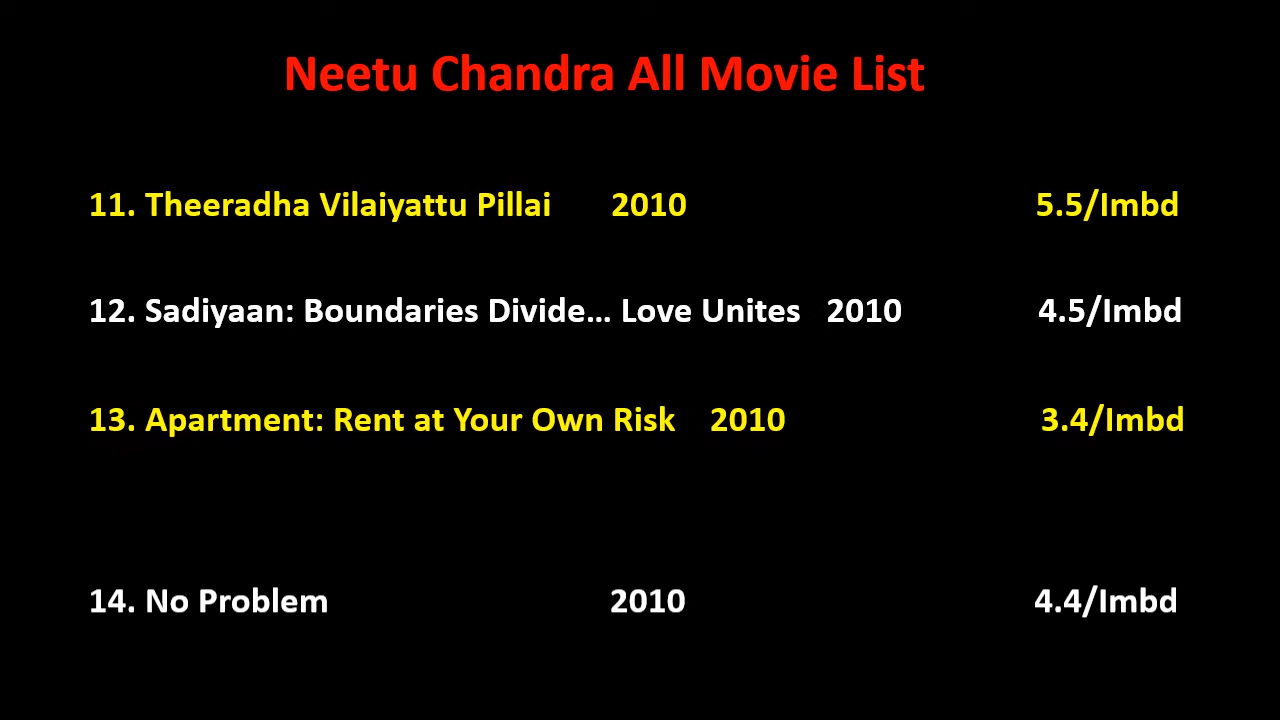 Neetu Chandra All Movie List
11. Theeradha Vilaiyattu Pillai 2010 5.5/Imbd
12. Sadiyaan: Boundaries Divide... Love Unites 2010 4.5/Imbd
13. Apartment: Rent at Your Own Risk 2010 3.4/Imbd
14. No Problem 2010 4.4/Imbd